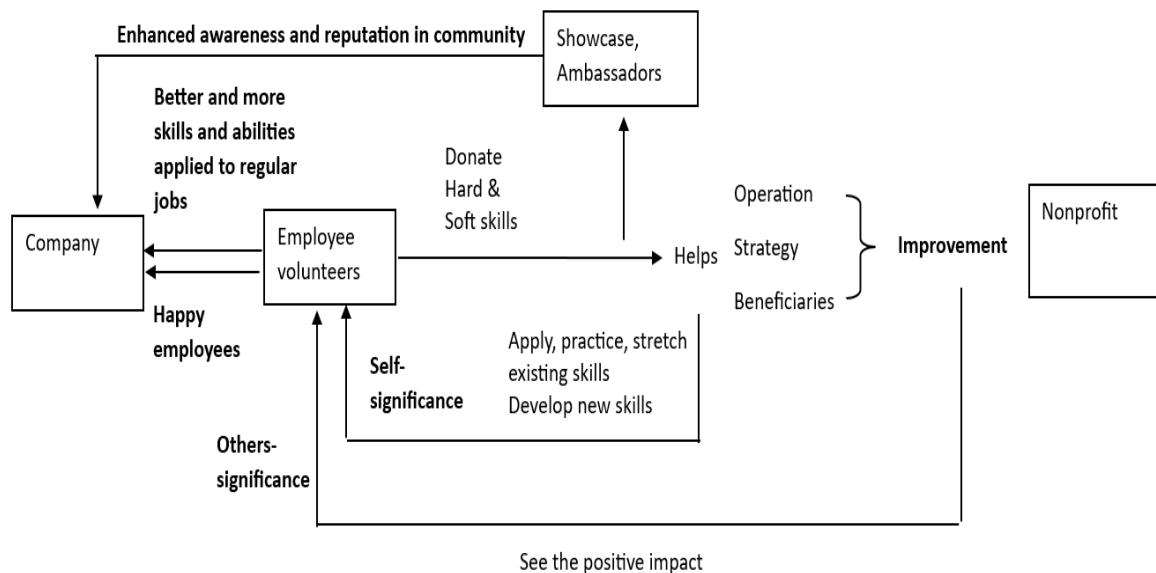 Enhanced awareness and reputation in community
Showcase,
Ambassadors
Better and more
skills and abilities
applied to regular
jobs
Donate
Hard &
Soft skills
Operation
Strategy
Beneficiaries
Nonprofit
Company
Employee
volunteers
Helps
Improvement
Happy
employees
Self-
significance
Apply, practice, stretch
existing skills
Develop new skills
Others-
significance
See the positive impact